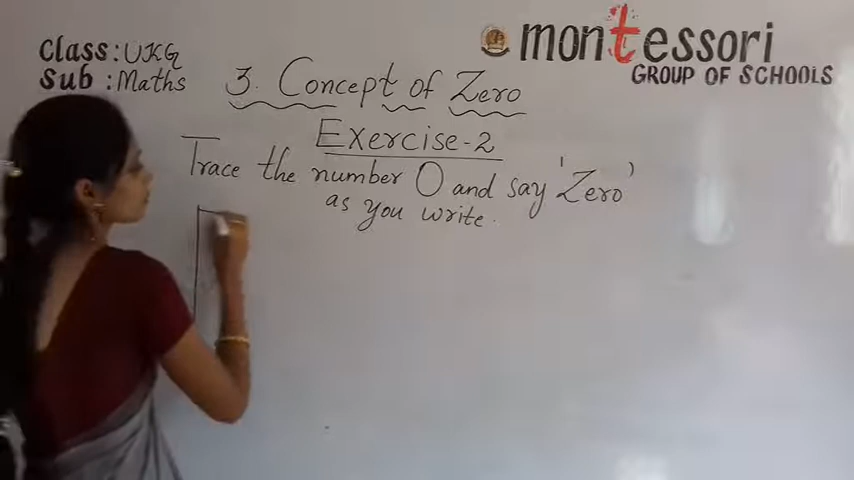 Class: UKG
Sub : Maths
montessori
GROUP OF SCHOOLS
3. Concept of Zero
Exercise-2
Trace the number 0 and say 'Zero'
as you write.